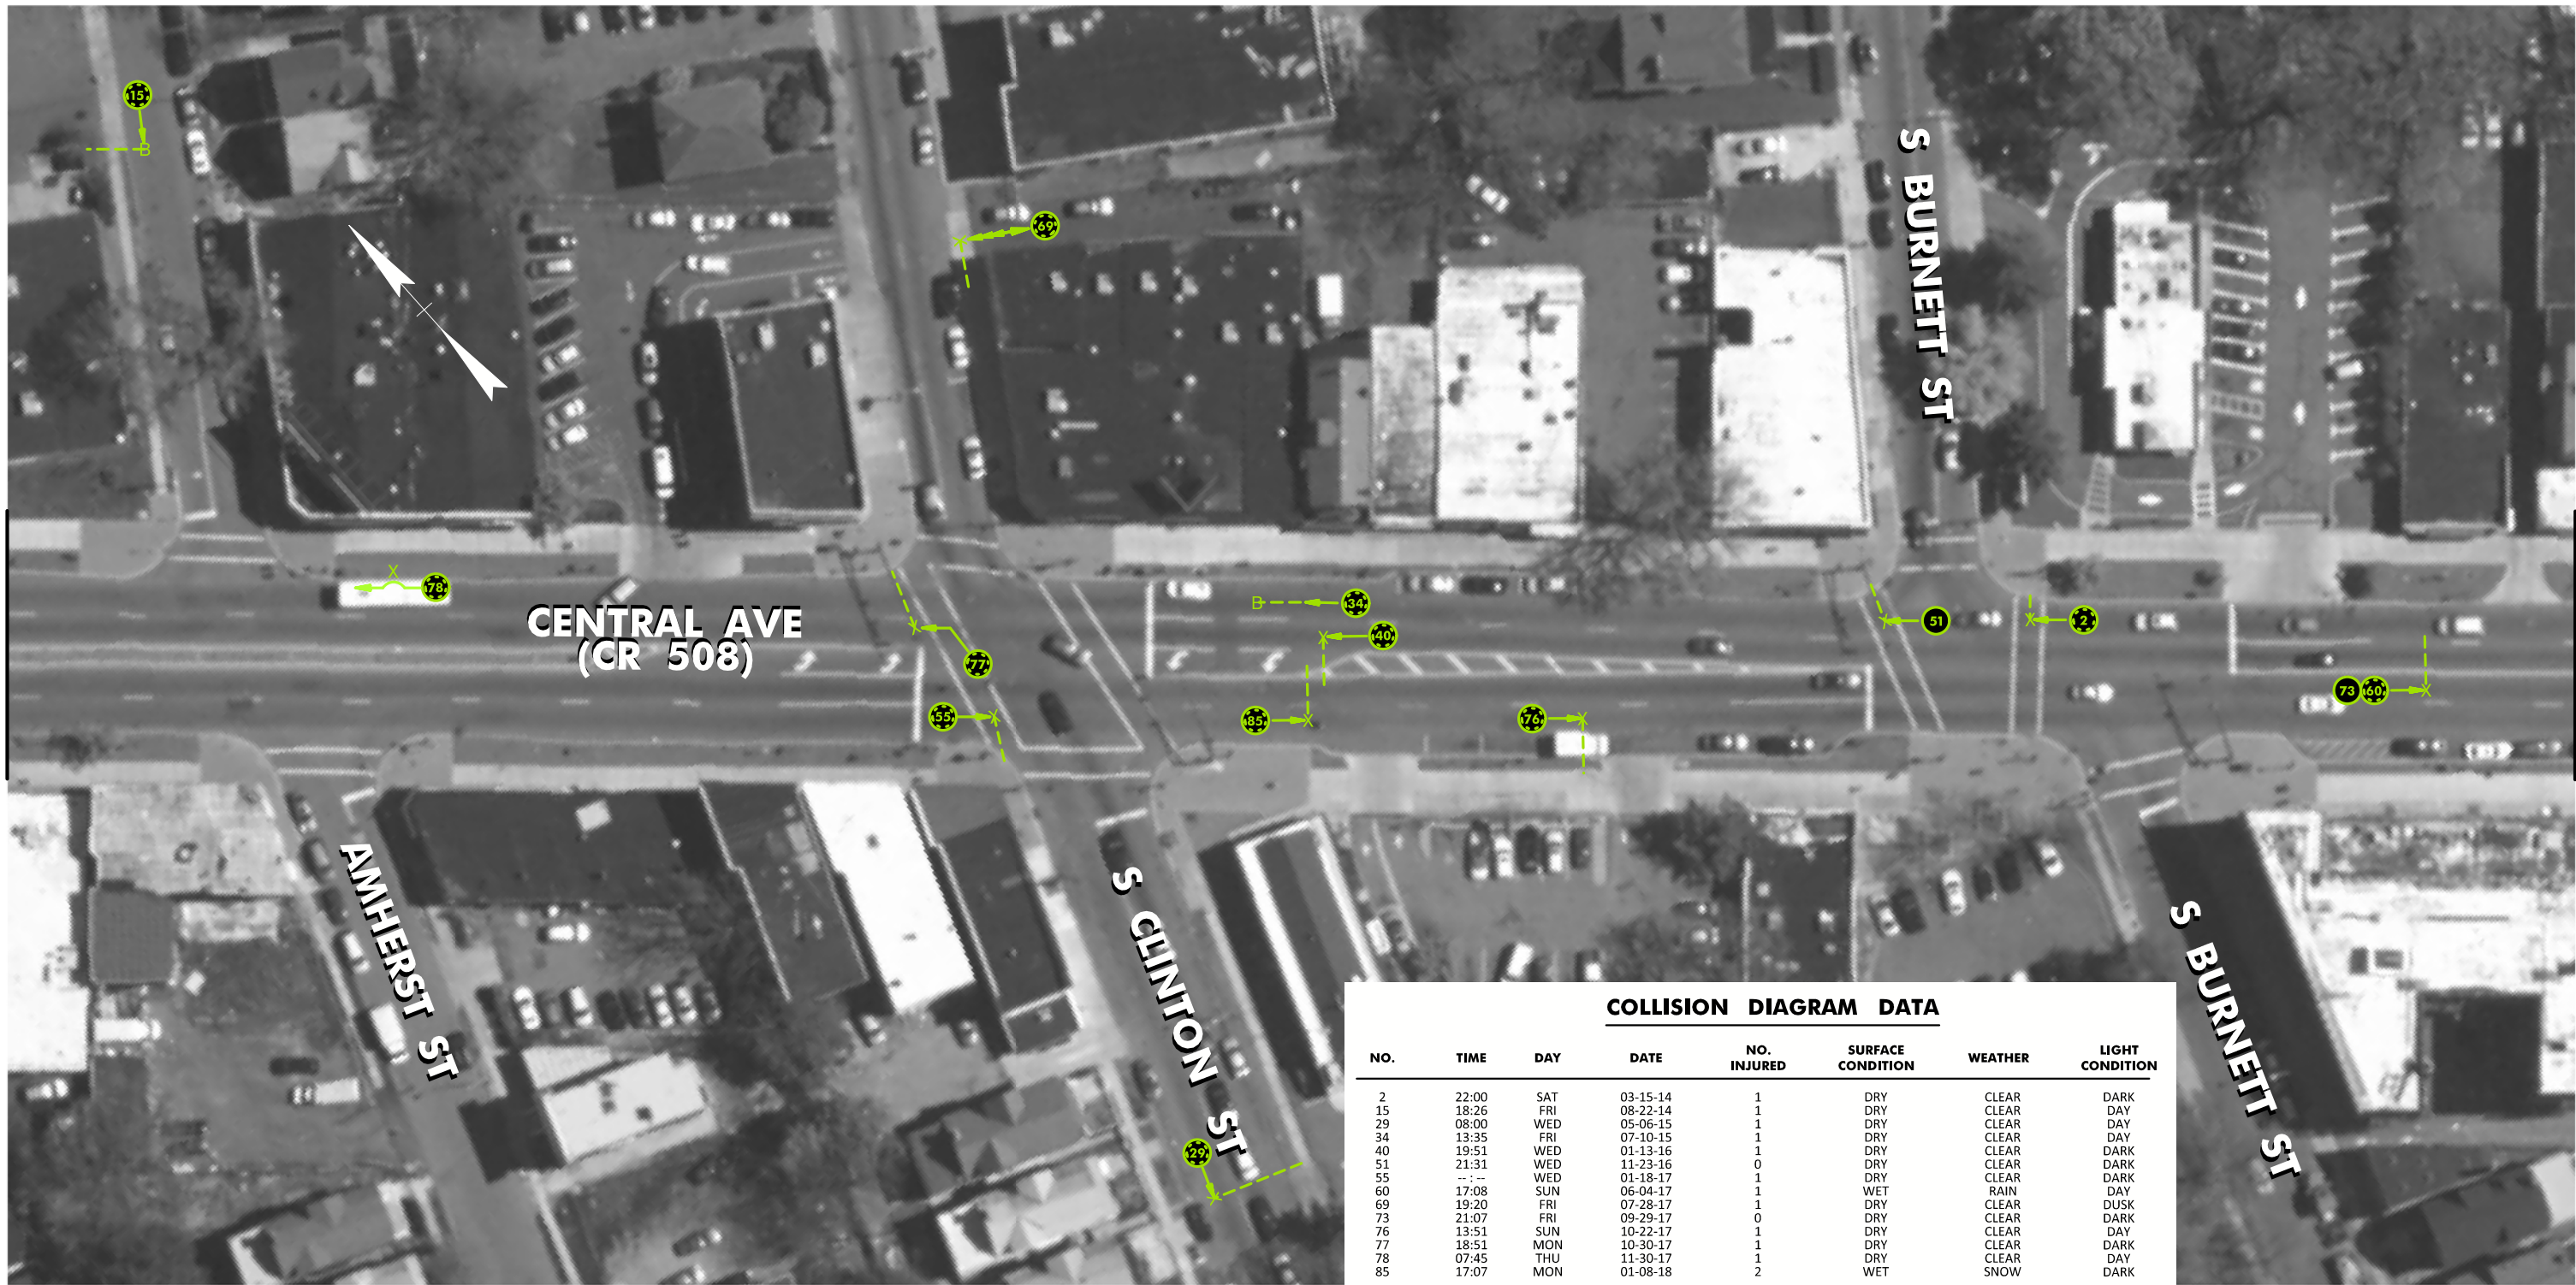 15
B
69
S BURNETT ST
78
X
CENTRAL AVE
(CR 508)
B
34
40
77
51
2
55
85
76
73
60
AMHERST ST
S CLINTON ST
S BURNETT ST
29
COLLISION DIAGRAM DATA
NO. TIME DAY DATE NO. INJURED SURFACE CONDITION WEATHER LIGHT CONDITION
2 22:00 SAT 03-15-14 1 DRY CLEAR DARK
15 18:26 FRI 08-22-14 1 DRY CLEAR DAY
29 08:00 WED 05-06-15 1 DRY CLEAR DAY
34 13:35 FRI 07-10-15 1 DRY CLEAR DAY
40 19:51 WED 01-13-16 1 DRY CLEAR DARK
51 21:31 WED 11-23-16 0 DRY CLEAR DARK
55 --:-- WED 01-18-17 1 DRY CLEAR DARK
60 17:08 SUN 06-04-17 1 WET RAIN DAY
69 19:20 FRI 07-28-17 1 DRY CLEAR DUSK
73 21:07 FRI 09-29-17 0 DRY CLEAR DARK
76 13:51 SUN 10-22-17 1 DRY CLEAR DAY
77 18:51 MON 10-30-17 1 DRY CLEAR DARK
78 07:45 THU 11-30-17 1 DRY CLEAR DAY
85 17:07 MON 01-08-18 2 WET SNOW DARK